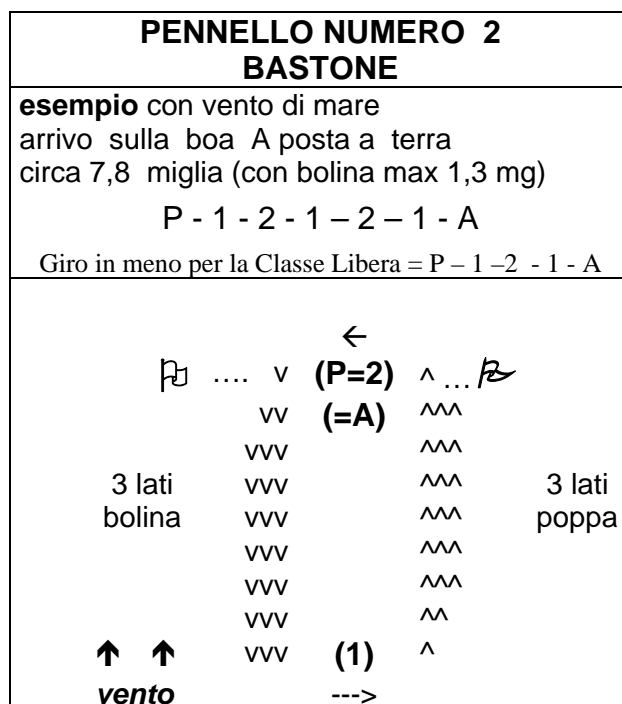 PENNELLO NUMERO 2
BASTONE
esempio con vento di mare
arrivo sulla boa A posta a terra
circa 7,8 miglia (con bolina max 1,3 mg)
P - 1 - 2 - 1 – 2 – 1 - A
Giro in meno per la Classe Libera = P – 1 –2 - 1 - A
←
.... v (P=2) ^ ...
vv (=A) ^^^
vvv ^^^
3 lati vvv ^^^ 3 lati
bolina vvv ^^^ poppa
vvv ^^^
vvv ^^^
vvv ^^
↑ ↑ vvv (1) ^
vento --->